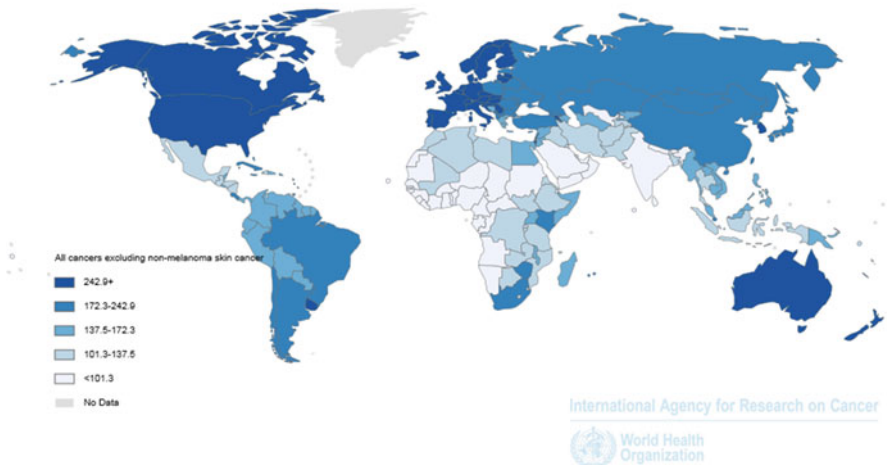 All cancers excluding non-melanoma skin cancer
242.9+
172.3-242.9
137.5-172.3
101.3-137.5
<101.3
No Data
International Agency for Research on Cancer
World Health
Organization